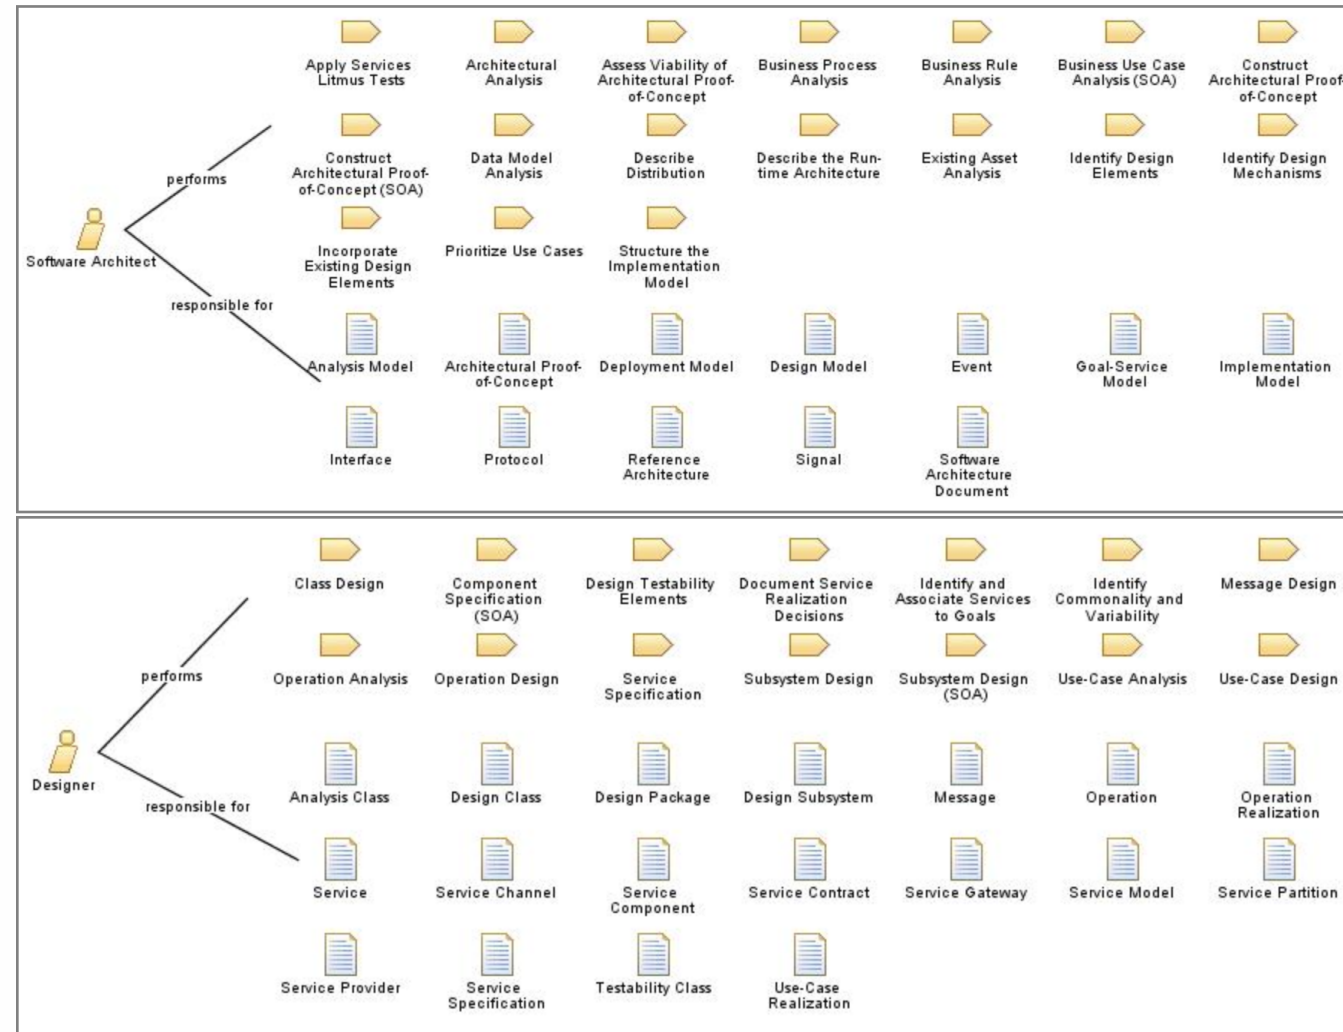 Apply Services
Litmus Tests
Architectural
Analysis
Assess Viability of
Architectural Proof-
of-Concept
Business Process
Analysis
Business Rule
Analysis
Business Use Case
Analysis (SOA)
Construct
Architectural Proof-
of-Concept
Construct
Architectural Proof-
of-Concept (SOA)
Data Model
Analysis
Describe
Distribution
Describe the Run-
time Architecture
Existing Asset
Analysis
Identify Design
Elements
Identify Design
Mechanisms
performs
Software Architect
Incorporate
Existing Design
Elements
Prioritize Use Cases
Structure the
Implementation
Model
responsible for
Analysis Model
Architectural Proof-
of-Concept
Deployment Model
Design Model
Event
Goal-Service
Model
Implementation
Model
Interface
Protocol
Reference
Architecture
Signal
Software
Architecture
Document
Class Design
Component
Specification
(SOA)
Design Testability
Elements
Document Service
Realization
Decisions
Identify and
Associate Services
to Goals
Identify
Commonality and
Variability
Message Design
performs
Operation Analysis
Operation Design
Service
Specification
Subsystem Design
Subsystem Design
(SOA)
Use-Case Analysis
Use-Case Design
Designer
responsible for
Analysis Class
Design Class
Design Package
Design Subsystem
Message
Operation
Operation
Realization
Service
Service Channel
Service
Component
Service Contract
Service Gateway
Service Model
Service Partition
Service Provider
Service
Specification
Testability Class
Use-Case
Realization